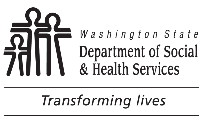 Washington State
Department of Social
& Health Services
Transforming lives